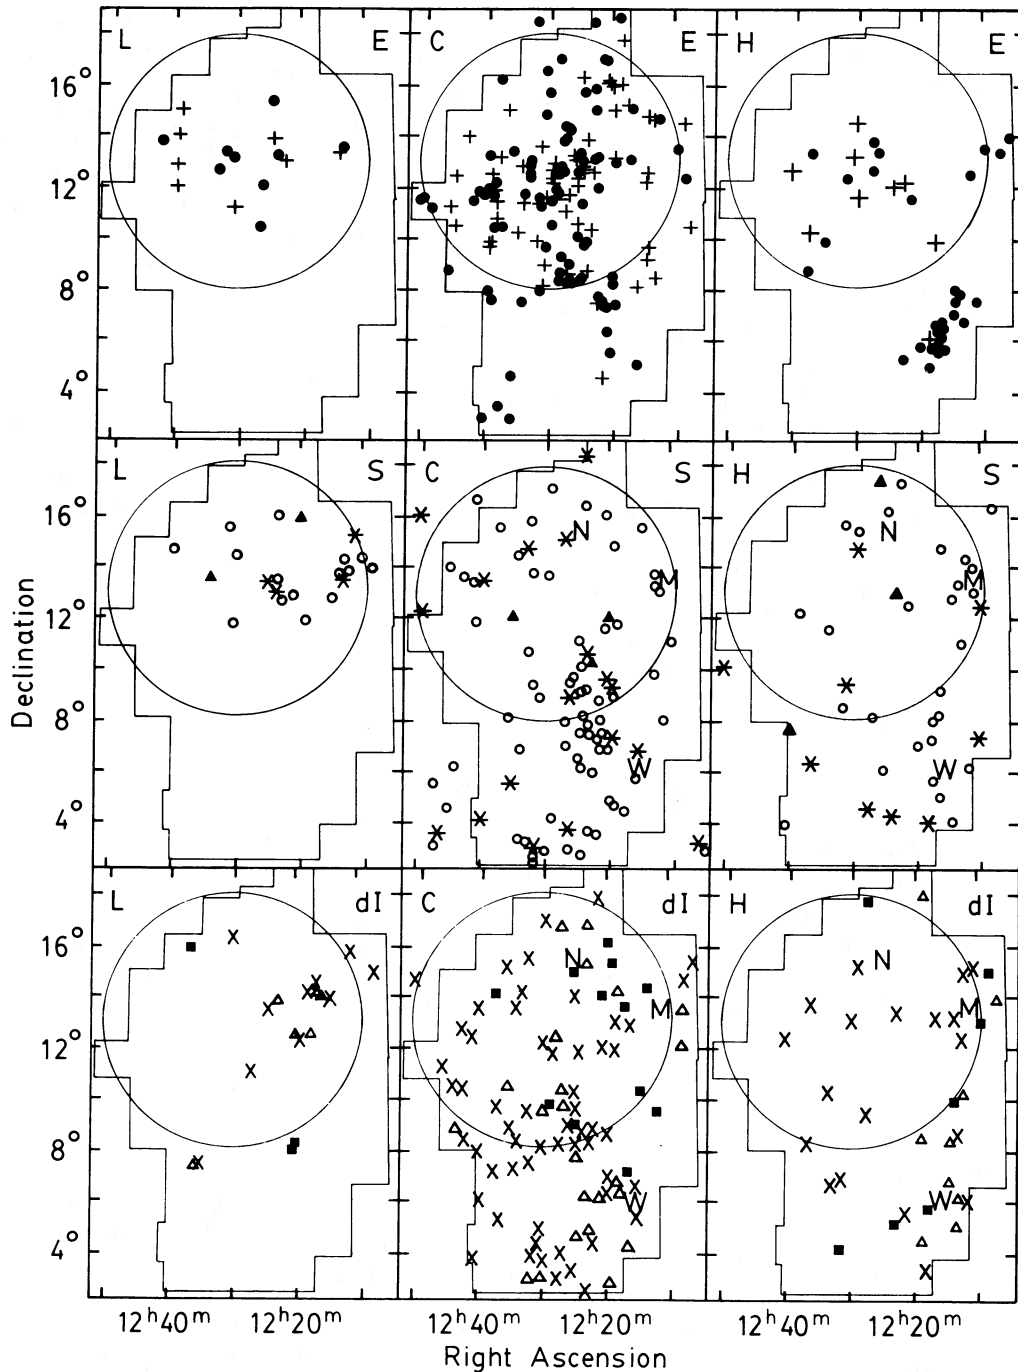 L E C E H E
16°
12°
8°
4°
L S C S H S
N N
M M
W W
16°
12°
8°
4°
Declination
L dI C dI H dI
N N
M M
W W
16°
12°
8°
4°
12ʰ40ᵐ 12ʰ20ᵐ 12ʰ40ᵐ 12ʰ20ᵐ 12ʰ40ᵐ 12ʰ20ᵐ
Right Ascension